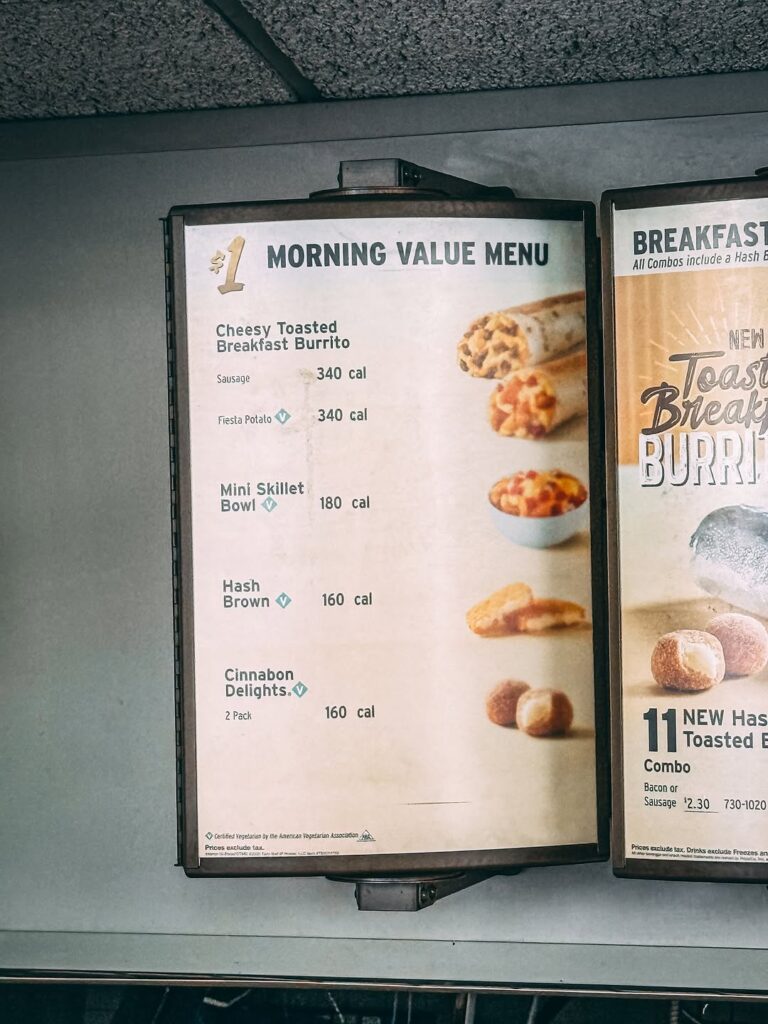 $1 MORNING VALUE MENU
Cheesy Toasted
Breakfast Burrito
Sausage 340 cal
Fiesta Potato V 340 cal
Mini Skillet
Bowl V 180 cal
Hash
Brown V 160 cal
Cinnabon
Delights® V
2 Pack 160 cal
V Certified Vegetarian by the American Vegetarian Association
Prices exclude tax.
BREAKFAST
All Combos include a Hash B
NEW
Toast
Breakf
BURRI
11 NEW Has
Toasted B
Combo
Bacon or
Sausage $2.30 730-1020
Prices exclude tax. Drinks exclude Freezes an